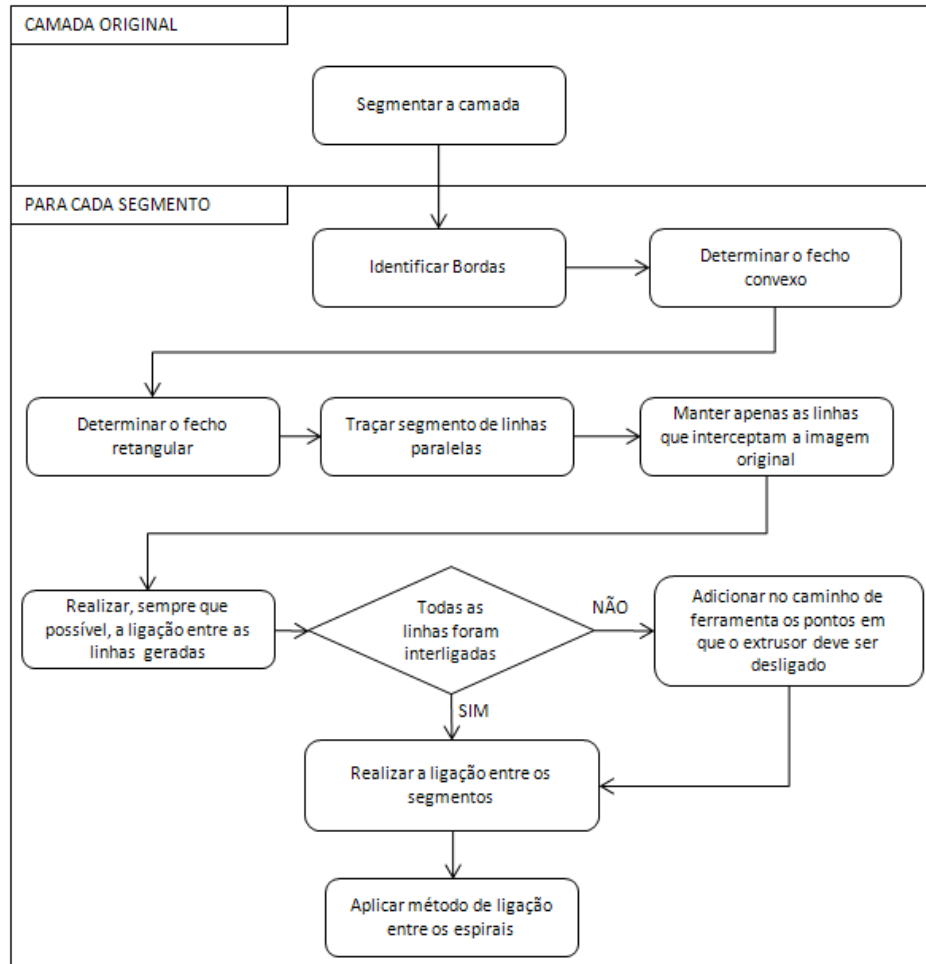 CAMADA ORIGINAL
Segmentar a camada
PARA CADA SEGMENTO
Identificar Bordas
Determinar o fecho
convexo
Determinar o fecho
retangular
Traçar segmento de linhas
paralelas
Manter apenas as linhas
que interceptam a imagem
original
Realizar, sempre que
possível, a ligação entre as
linhas geradas
Todas as
linhas foram
interligadas
NÃO
Adicionar no caminho de
ferramenta os pontos em
que o extrusor deve ser
desligado
SIM
Realizar a ligação entre os
segmentos
Aplicar método de ligação
entre os espirais